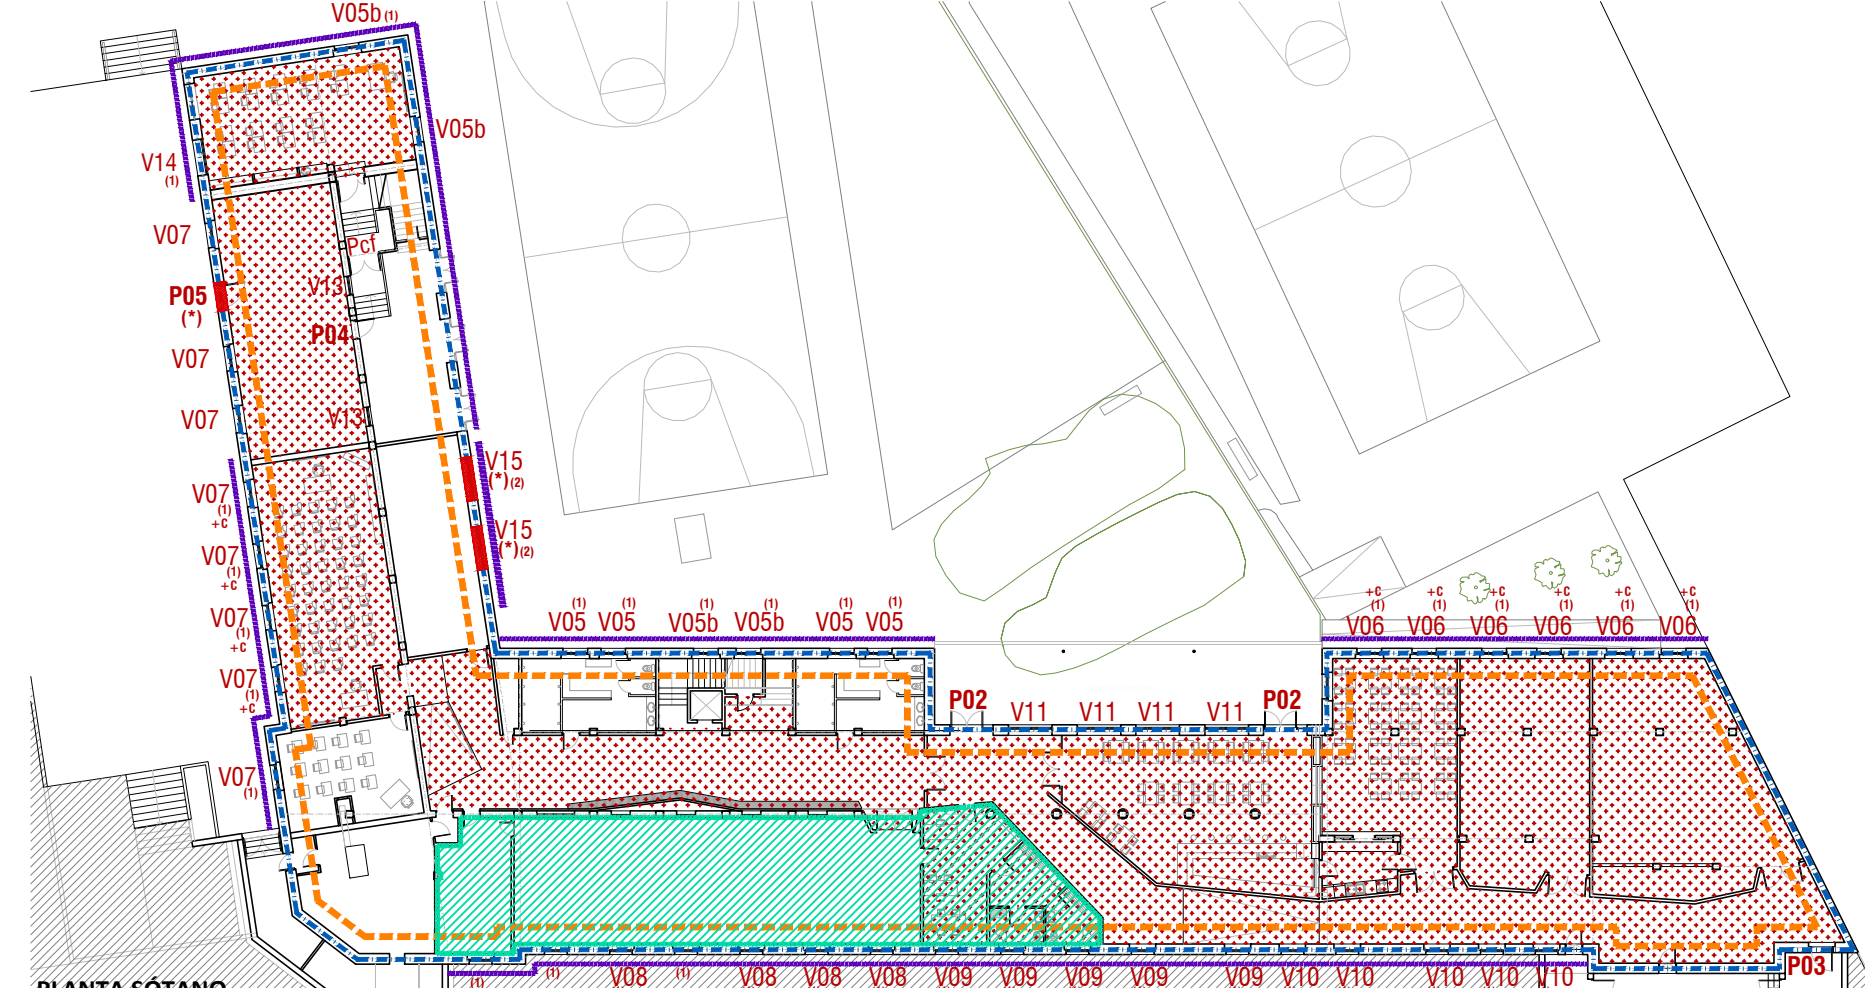 V05b (1)
V05b
V14
(1)
V07
Pcf
V13
P05
(*)
P04
V07
V07
V13
V15
(*)(2)
V07
(1)
+C
V15
(*)(2)
V07
(1)
+C
V07
(1)
+C
(1) (1) (1) (1) (1) (1)
V05 V05 V05b V05b V05 V05
+C +C +C +C +C +C
(1) (1) (1) (1) (1) (1)
V06 V06 V06 V06 V06 V06
V07
(1)
+C
P02 V11 V11 V11 V11 P02
V07
(1)
P03
(1) (1) V08 (1) V08 V08 V08 V09 V09 V09 V09 V09 V10 V10 V10 V10 V10
PLANTA SÓTANO